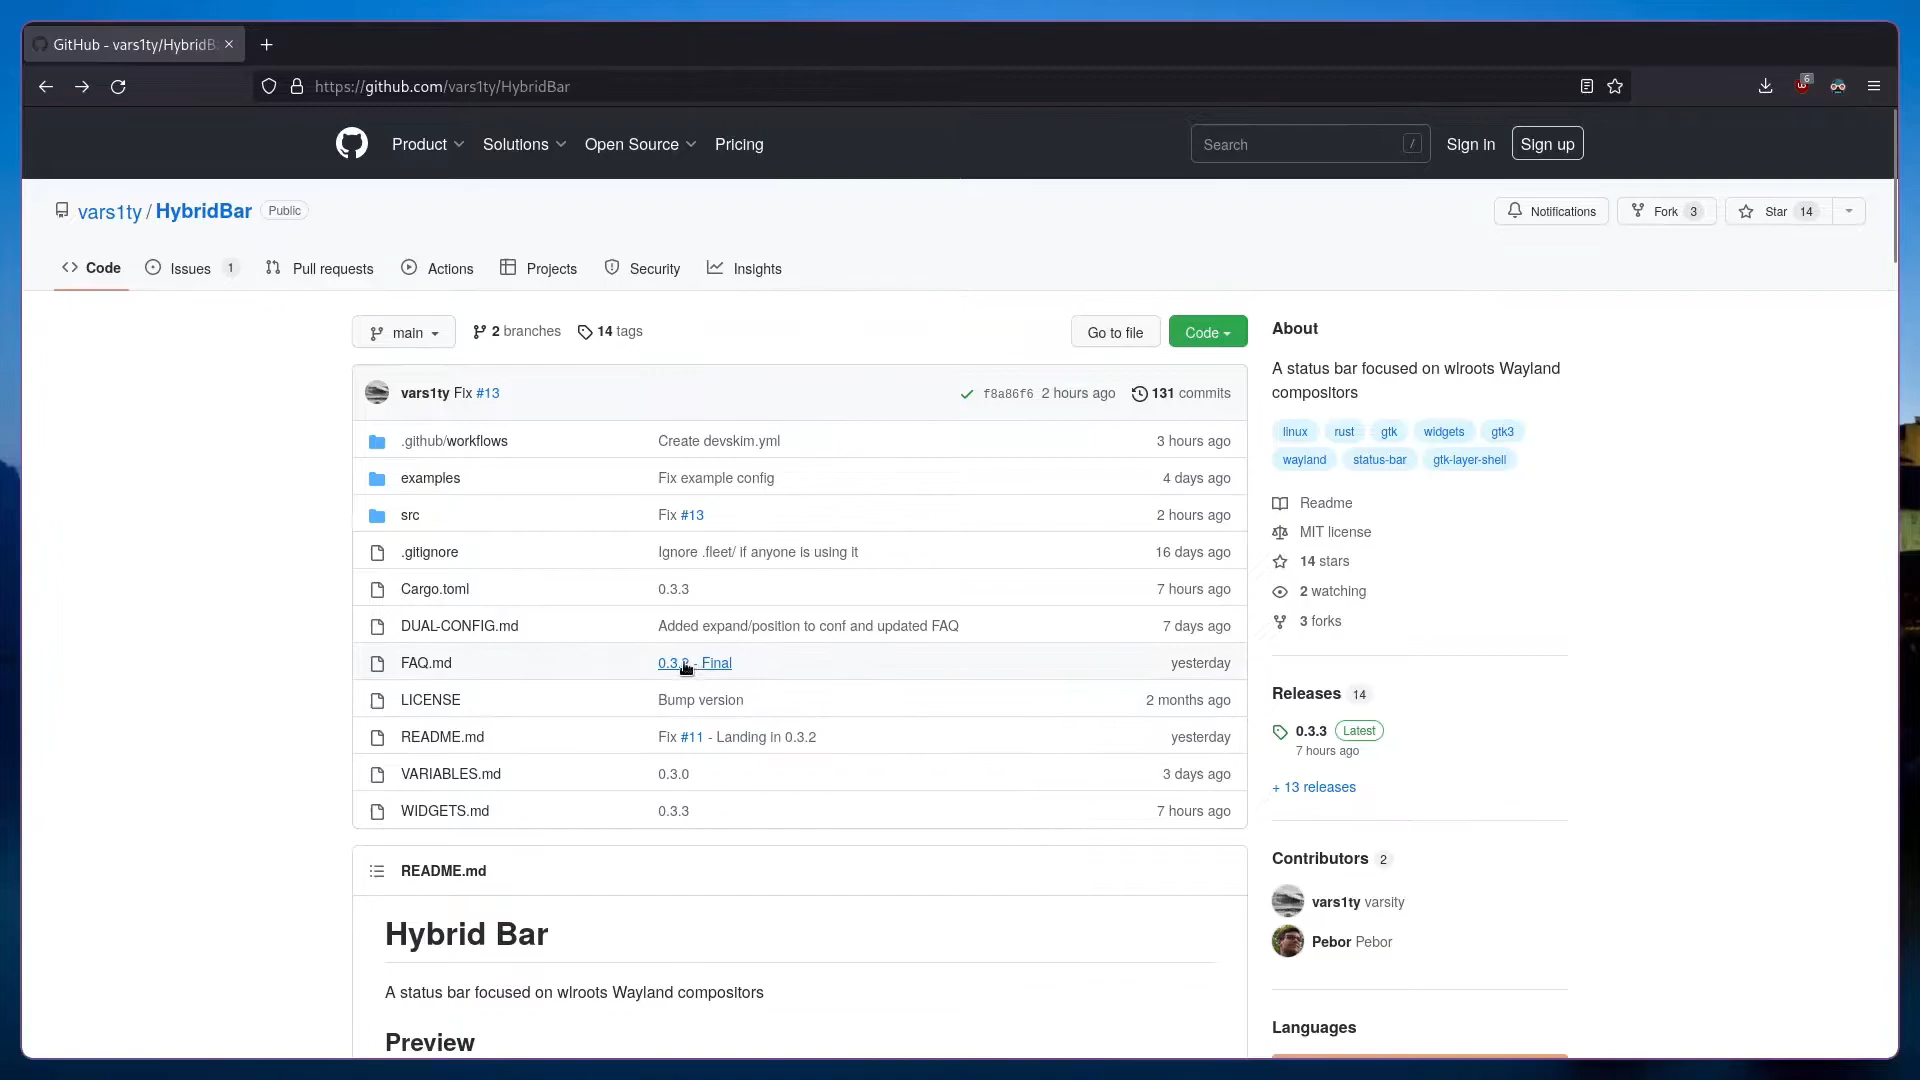 GitHub - vars1ty/HybridB
https://github.com/vars1ty/HybridBar
6
Product Solutions Open Source Pricing Search / Sign in Sign up
vars1ty / HybridBar Public Notifications Fork 3 Star 14
Code Issues 1 Pull requests Actions Projects Security Insights
main 2 branches 14 tags Go to file Code
vars1ty Fix #13 f8a86f6 2 hours ago 131 commits
.github/workflows Create devskim.yml 3 hours ago
examples Fix example config 4 days ago
src Fix #13 2 hours ago
.gitignore Ignore .fleet/ if anyone is using it 16 days ago
Cargo.toml 0.3.3 7 hours ago
DUAL-CONFIG.md Added expand/position to conf and updated FAQ 7 days ago
FAQ.md - Final yesterday
LICENSE Bump version 2 months ago
README.md Fix #11 - Landing in 0.3.2 yesterday
VARIABLES.md 0.3.0 3 days ago
WIDGETS.md 0.3.3 7 hours ago
README.md
Hybrid Bar
A status bar focused on wlroots Wayland compositors
Preview
About
A status bar focused on wlroots Wayland
compositors
linux rust gtk widgets gtk3
wayland status-bar gtk-layer-shell
Readme
MIT license
14 stars
2 watching
3 forks
Releases 14
0.3.3 Latest
7 hours ago
+ 13 releases
Contributors 2
vars1ty varsity
Pebor Pebor
Languages